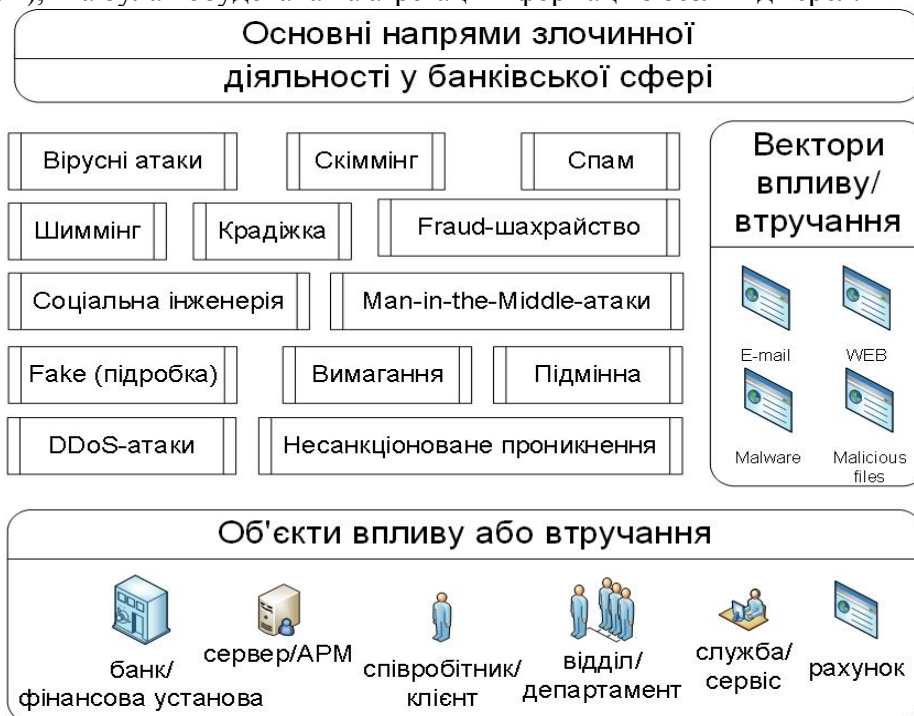 Основні напрями злочинної
діяльності у банківської сфері
Вірусні атаки
Скіммінг
Спам
Шиммінг
Крадіжка
Fraud-шахрайство
Соціальна інженерія
Man-in-the-Middle-атаки
Fake (підробка)
Вимагання
Підмінна
DDoS-атаки
Несанкціоноване проникнення
Вектори
впливу/
втручання
E-mail
WEB
Malware
Malicious
files
Об'єкти впливу або втручання
банк/
фінансова установа
сервер/АРМ
співробітник/
клієнт
відділ/
департамент
служба/
сервіс
рахунок